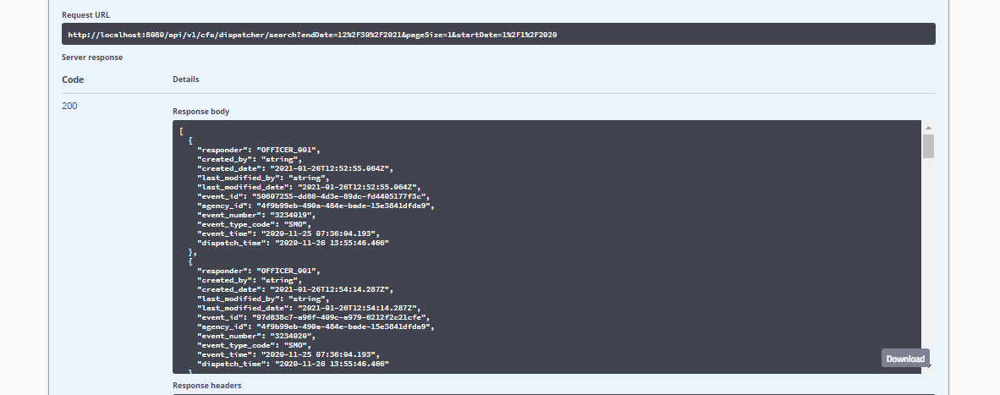 Request URL
http://localhost:8080/api/v1/cfs/dispatcher/search?endDate=12%2F30%2F2021&pageSize=1&startDate=1%2F1%2F2020
Server response
Code Details
200
Response body
[
{
"responder": "OFFICER_001",
"created_by": "string",
"created_date": "2021-01-26T12:52:55.064Z",
"last_modified_by": "string",
"last_modified_date": "2021-01-26T12:52:55.064Z",
"event_id": "50607255-dd86-4d3e-89dc-fd4405177f3c",
"agency_id": "4f9b99eb-490a-484e-bade-15e3841dfda9",
"event_number": "3234019",
"event_type_code": "SMO",
"event_time": "2020-11-25 07:36:04.193",
"dispatch_time": "2020-11-26 13:55:46.466"
},
{
"responder": "OFFICER_001",
"created_by": "string",
"created_date": "2021-01-26T12:54:14.287Z",
"last_modified_by": "string",
"last_modified_date": "2021-01-26T12:54:14.287Z",
"event_id": "97d838c7-a96f-409c-a979-6212f2c21cfe",
"agency_id": "4f9b99eb-490a-484e-bade-15e3841dfda9",
"event_number": "3234020",
"event_type_code": "SMO",
"event_time": "2020-11-25 07:36:04.193",
"dispatch_time": "2020-11-26 13:55:46.466"
}
Download
Response headers